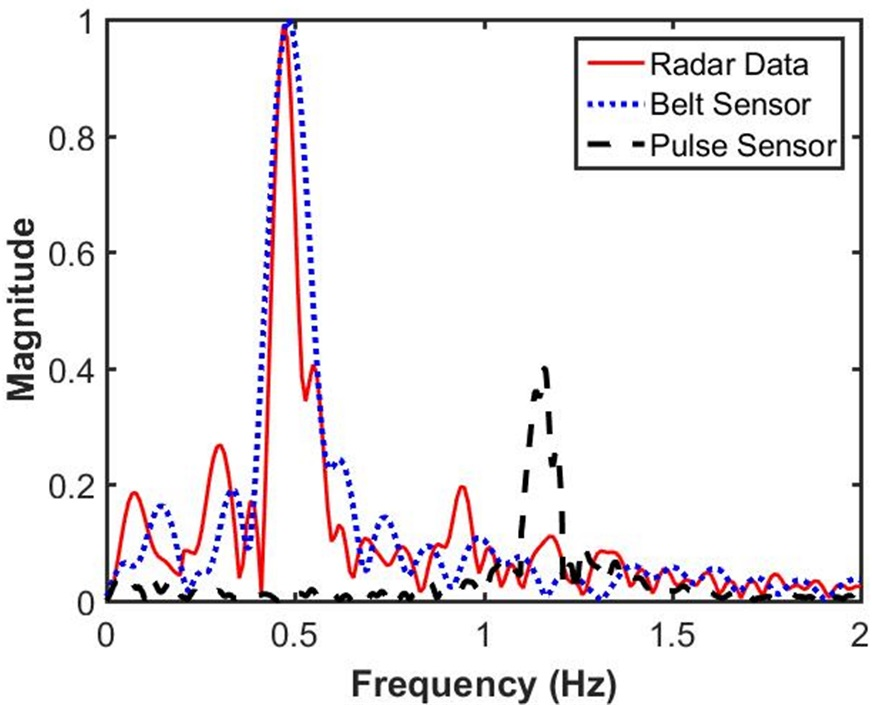 1
0.8
0.6
0.4
0.2
0
Magnitude
Radar Data
Belt Sensor
Pulse Sensor
0 0.5 1 1.5 2
Frequency (Hz)